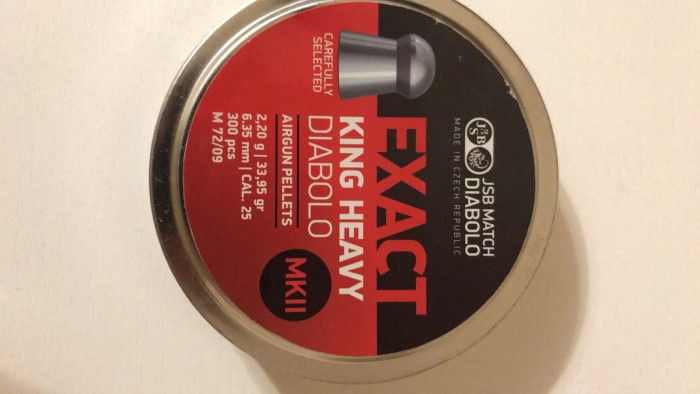 JSB
JSB MATCH
DIABOLO
MADE IN CZECH REPUBLIC
EXACT
KING HEAVY
DIABOLO
CAREFULLY
SELECTED
AIRGUN PELLETS
2,20 g | 33,95 gr
6.35 mm | CAL. 25
300 pcs
M 72/09
MKII